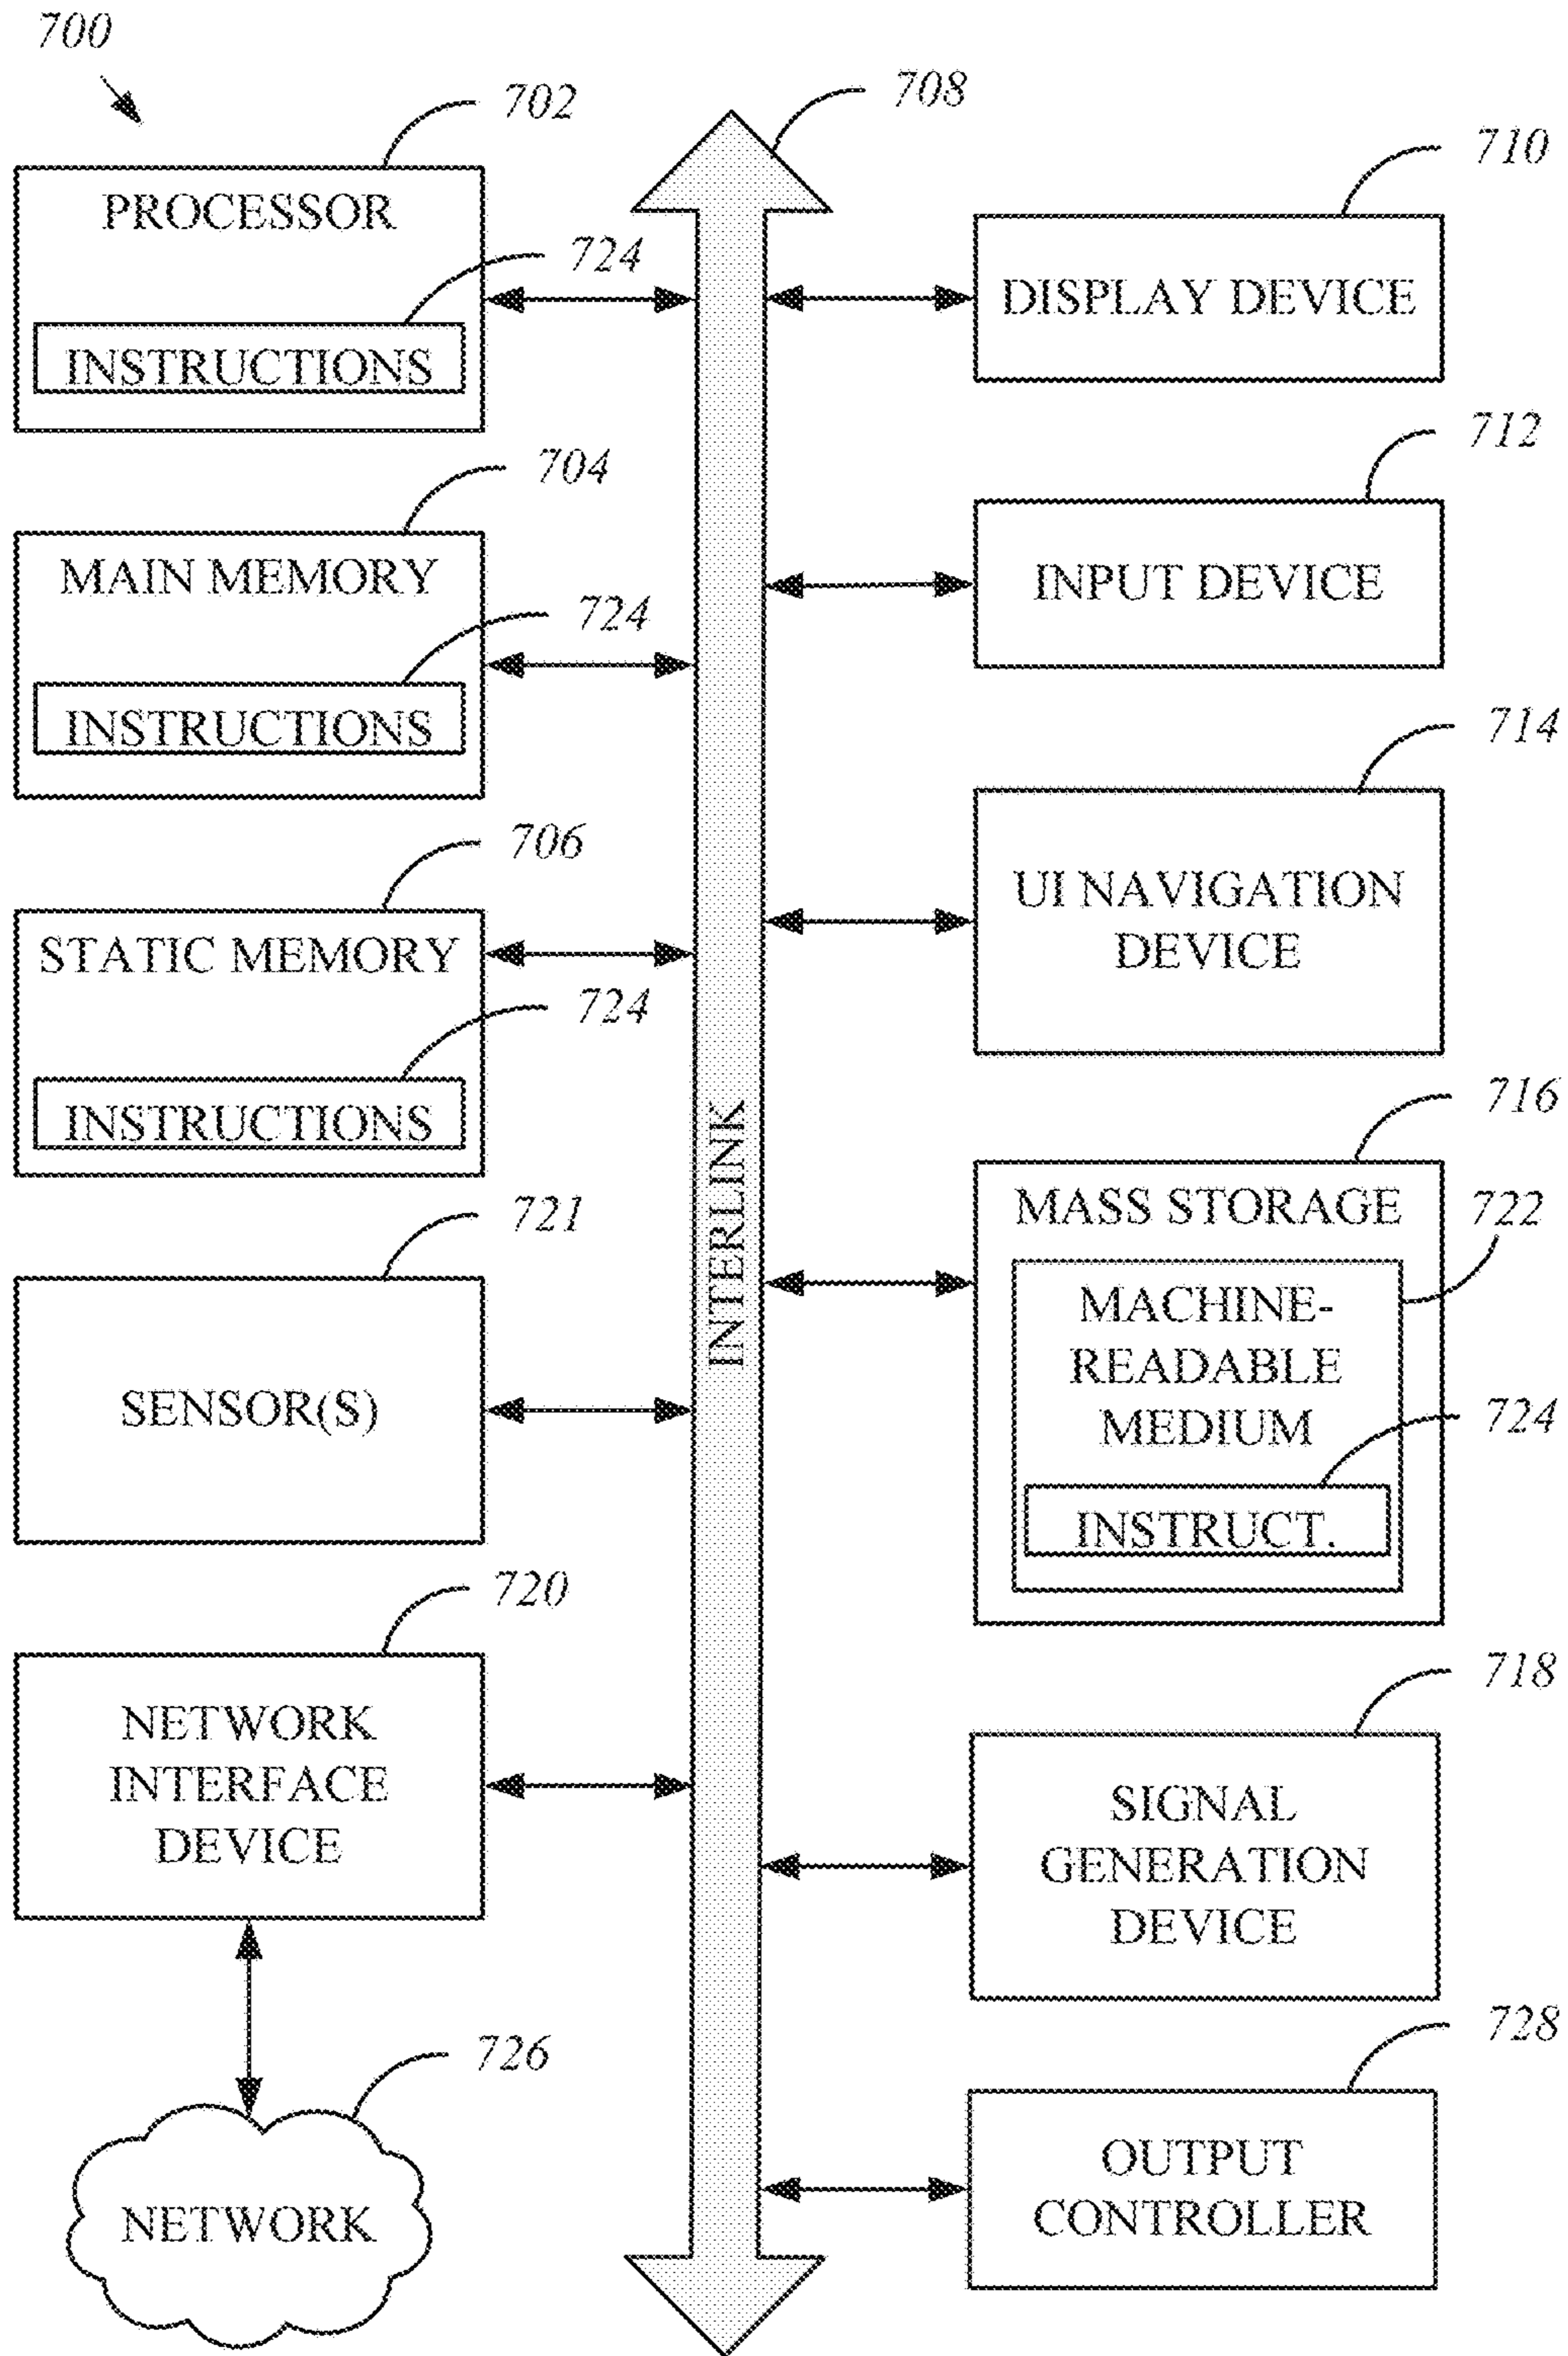 700
702
PROCESSOR
724
INSTRUCTIONS
704
MAIN MEMORY
724
INSTRUCTIONS
706
STATIC MEMORY
724
INSTRUCTIONS
721
SENSOR(S)
720
NETWORK
INTERFACE
DEVICE
726
NETWORK
708
INTERLINK
710
DISPLAY DEVICE
712
INPUT DEVICE
714
UI NAVIGATION
DEVICE
716
MASS STORAGE
722
MACHINE-
READABLE
MEDIUM
724
INSTRUCT.
718
SIGNAL
GENERATION
DEVICE
728
OUTPUT
CONTROLLER